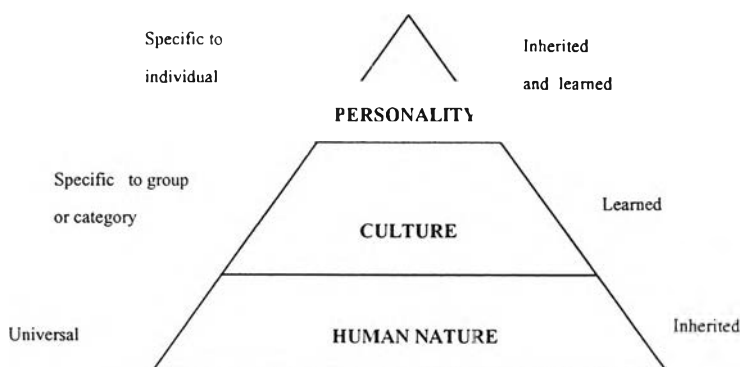 Specific to
individual
Inherited
and learned
PERSONALITY
Specific to group
or category
Learned
CULTURE
Universal
HUMAN NATURE
Inherited